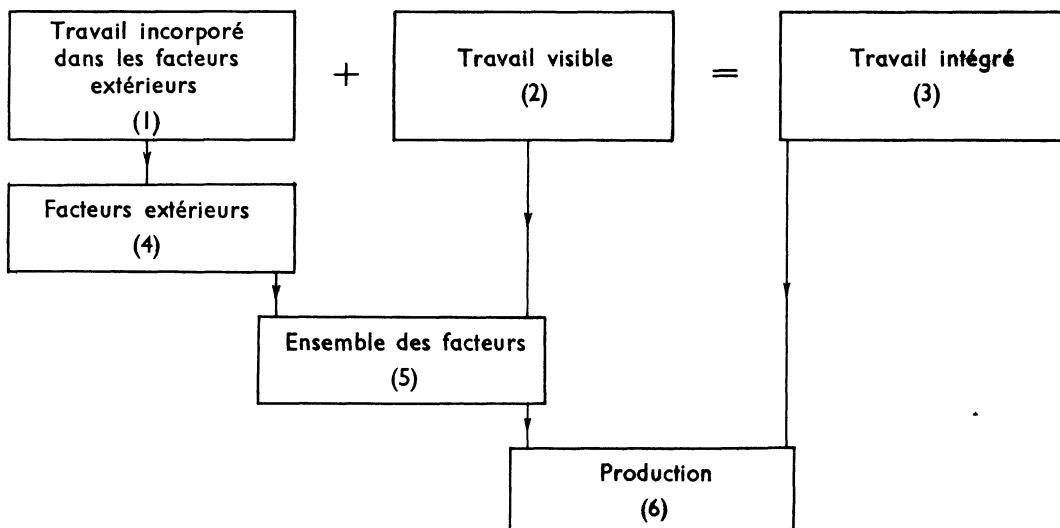 Travail incorporé
dans les facteurs
extérieurs
(1)
+
Travail visible
(2)
=
Travail intégré
(3)
Facteurs extérieurs
(4)
Ensemble des facteurs
(5)
Production
(6)